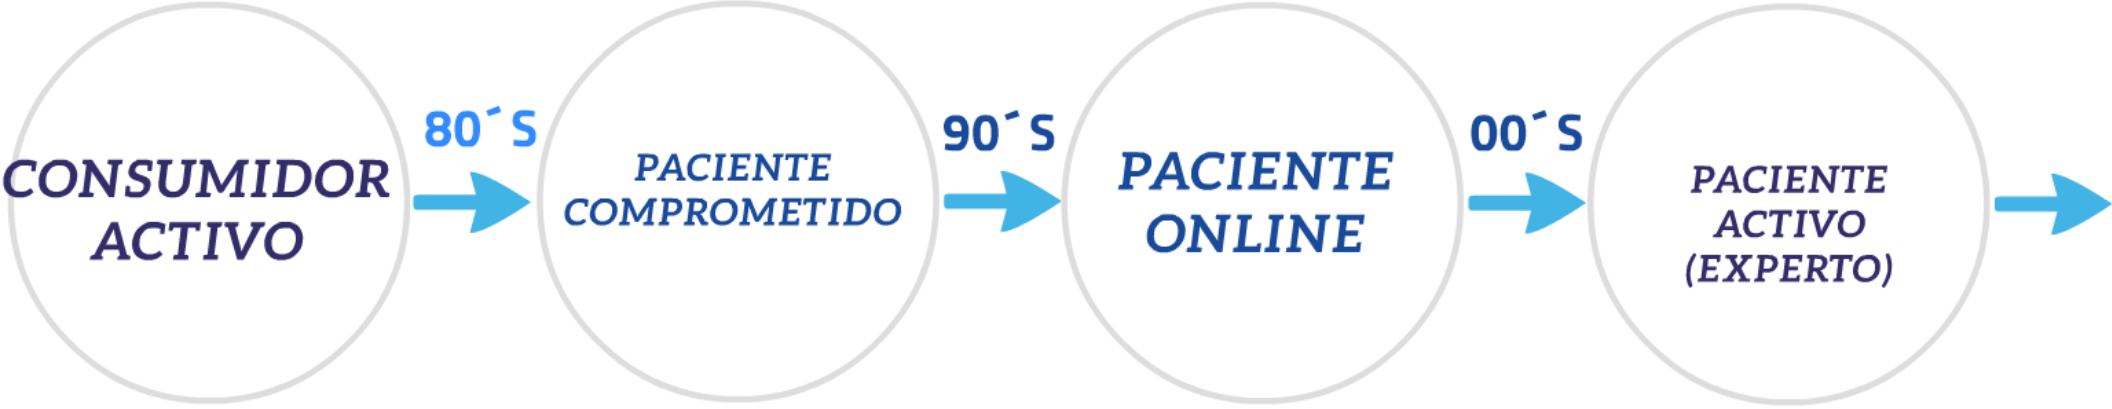 CONSUMIDOR
ACTIVO
80´S
PACIENTE
COMPROMETIDO
90´S
PACIENTE
ONLINE
00´S
PACIENTE
ACTIVO
(EXPERTO)